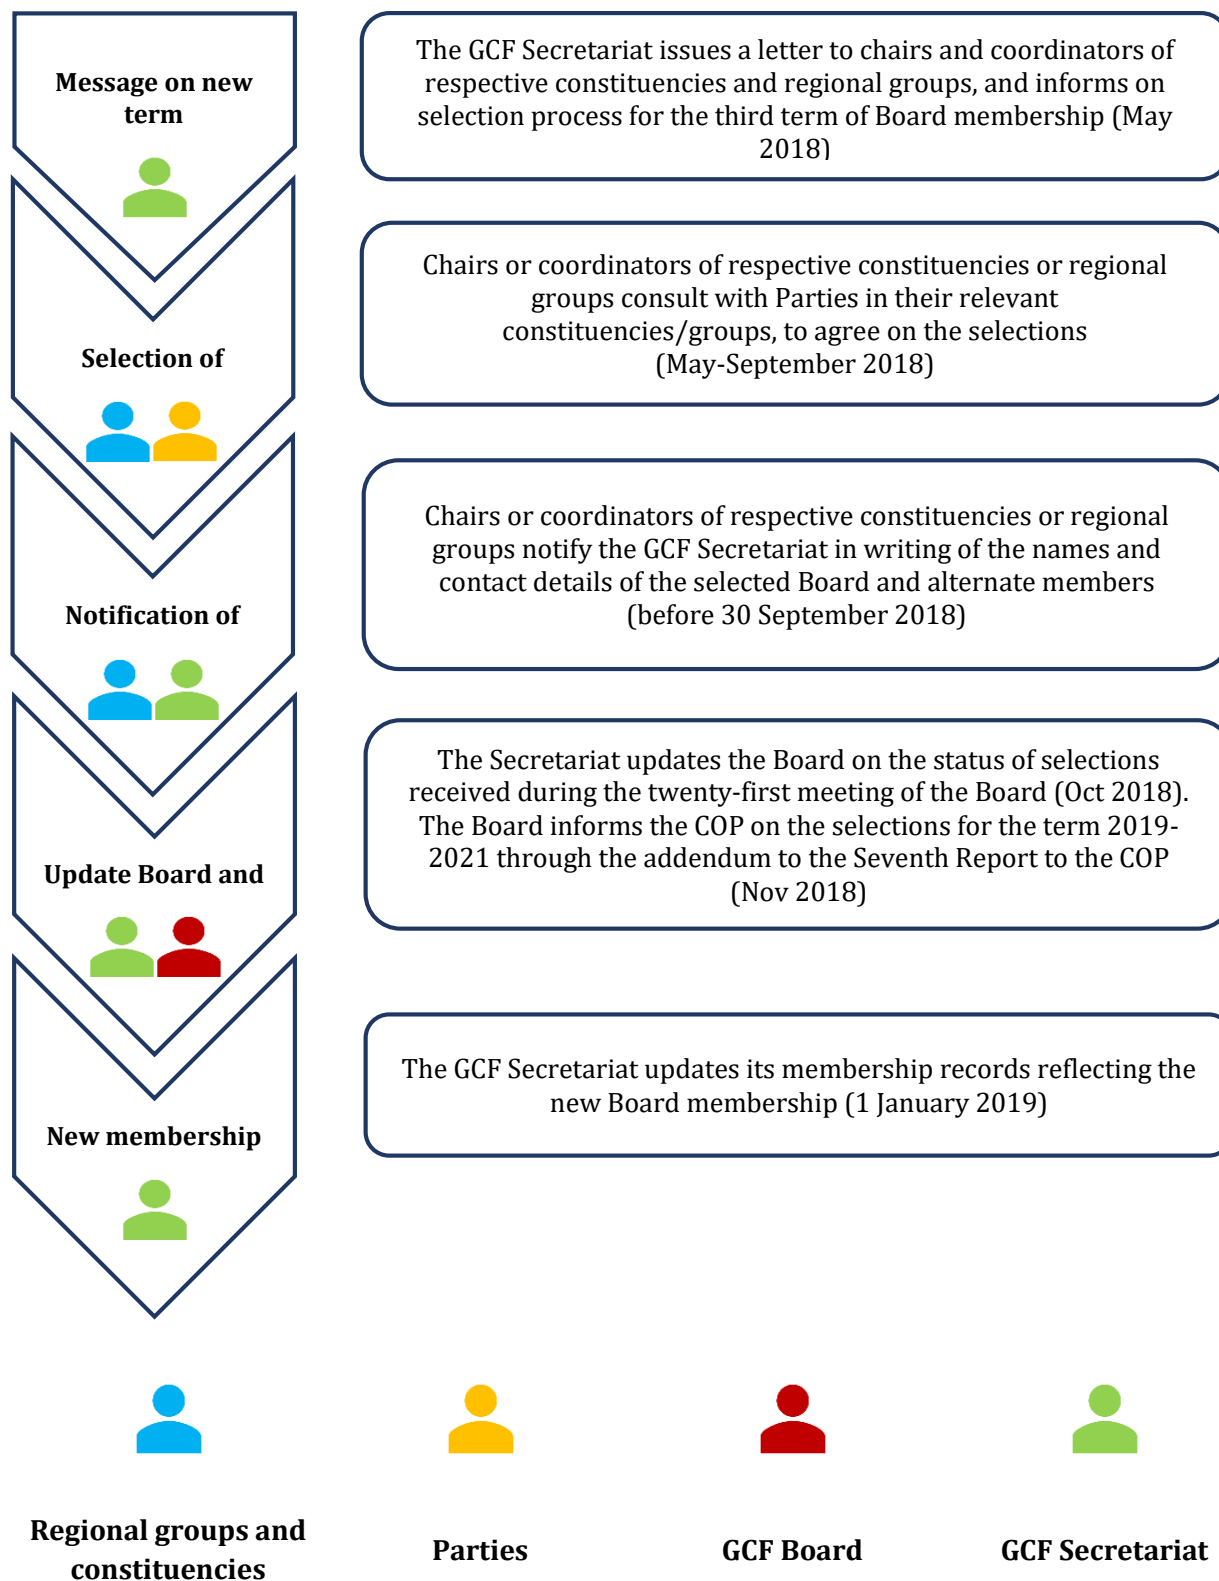 Message on new
term
The GCF Secretariat issues a letter to chairs and coordinators of
respective constituencies and regional groups, and informs on
selection process for the third term of Board membership (May
2018)
Selection of
Chairs or coordinators of respective constituencies or regional
groups consult with Parties in their relevant
constituencies/groups, to agree on the selections
(May-September 2018)
Notification of
Chairs or coordinators of respective constituencies or regional
groups notify the GCF Secretariat in writing of the names and
contact details of the selected Board and alternate members
(before 30 September 2018)
Update Board and
The Secretariat updates the Board on the status of selections
received during the twenty-first meeting of the Board (Oct 2018).
The Board informs the COP on the selections for the term 2019-
2021 through the addendum to the Seventh Report to the COP
(Nov 2018)
New membership
The GCF Secretariat updates its membership records reflecting the
new Board membership (1 January 2019)
Regional groups and
constituencies
Parties
GCF Board
GCF Secretariat